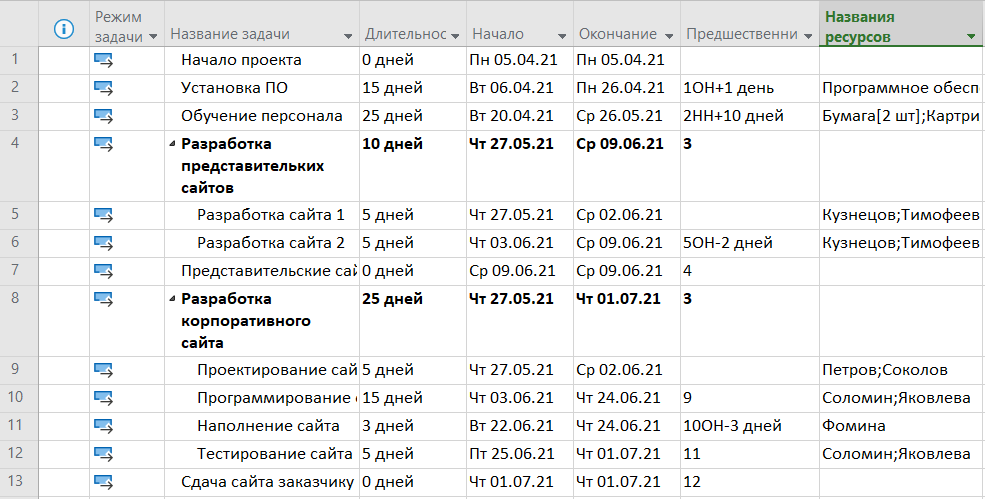 Режим задачи Название задачи Длительнос Начало Окончание Предшественни Названия ресурсов
1 Начало проекта 0 дней Пн 05.04.21 Пн 05.04.21
2 Установка ПО 15 дней Вт 06.04.21 Пн 26.04.21 1ОН+1 день Программное обесп
3 Обучение персонала 25 дней Вт 20.04.21 Ср 26.05.21 2НН+10 дней Бумага[2 шт];Картри
4 Разработка представительких сайтов 10 дней Чт 27.05.21 Ср 09.06.21 3
5 Разработка сайта 1 5 дней Чт 27.05.21 Ср 02.06.21 Кузнецов;Тимофеев
6 Разработка сайта 2 5 дней Чт 03.06.21 Ср 09.06.21 5ОН-2 дней Кузнецов;Тимофеев
7 Представительские сай 0 дней Ср 09.06.21 Ср 09.06.21 4
8 Разработка корпоративного сайта 25 дней Чт 27.05.21 Чт 01.07.21 3
9 Проектирование сай 5 дней Чт 27.05.21 Ср 02.06.21 Петров;Соколов
10 Программирование с 15 дней Чт 03.06.21 Чт 24.06.21 9 Соломин;Яковлева
11 Наполнение сайта 3 дней Вт 22.06.21 Чт 24.06.21 10ОН-3 дней Фомина
12 Тестирование сайта 5 дней Пт 25.06.21 Чт 01.07.21 11 Соломин;Яковлева
13 Сдача сайта заказчику 0 дней Чт 01.07.21 Чт 01.07.21 12